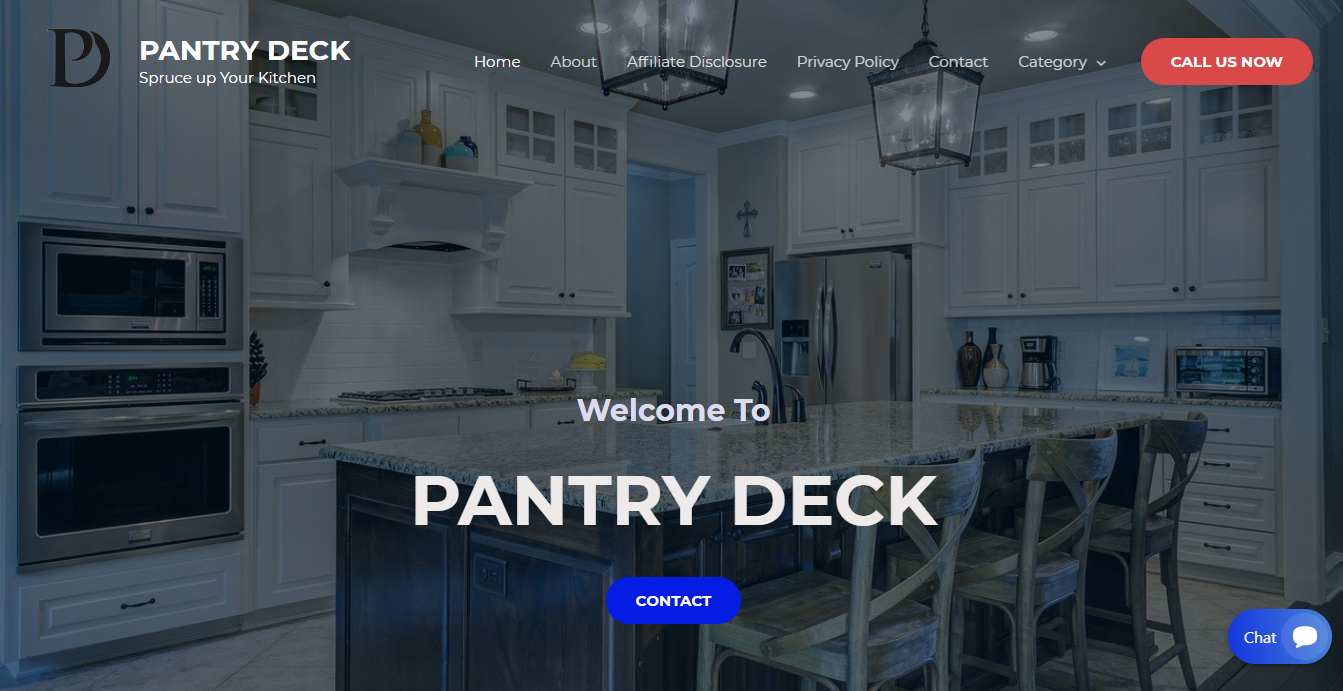 PANTRY DECK
Spruce up Your Kitchen
Home About Affiliate Disclosure Privacy Policy Contact Category
CALL US NOW
Welcome To
PANTRY DECK
CONTACT
Chat